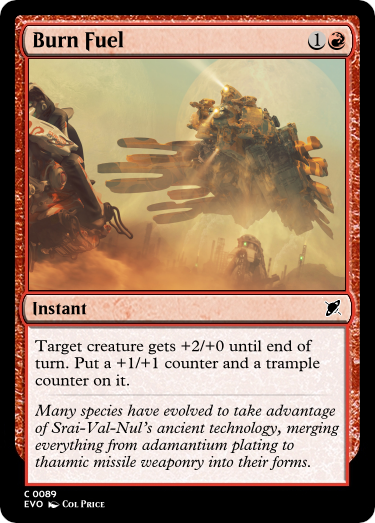 Burn Fuel
1
Instant
Target creature gets +2/+0 until end of
turn. Put a +1/+1 counter and a trample
counter on it.
Many species have evolved to take advantage
of Srai-Val-Nul's ancient technology, merging
everything from adamantium plating to
thaumic missile weaponry into their forms.
C 0089
EVO Col Price